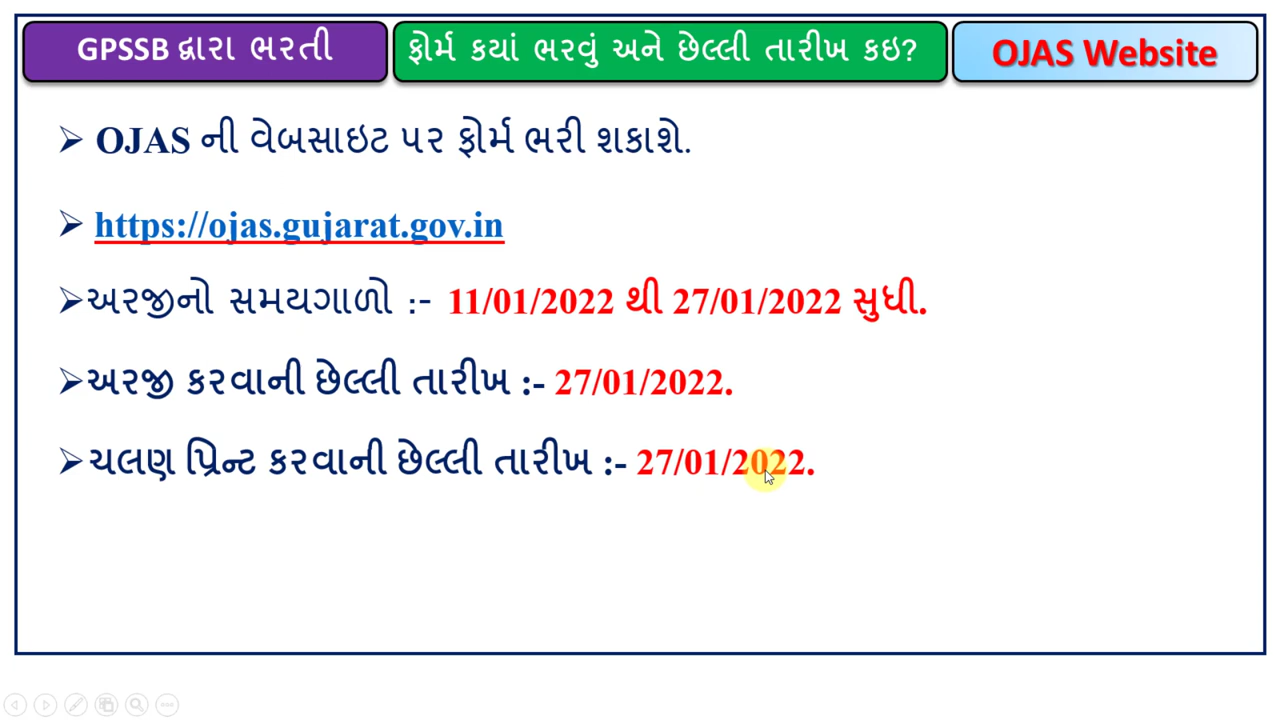 GPSSB દ્વારા ભરતી
ફોર્મ કયાં ભરવું અને છેલ્લી તારીખ કઇ?
OJAS Website
➢ OJAS ની વેબસાઇટ પર ફોર્મ ભરી શકાશે.
➢ https://ojas.gujarat.gov.in
➢અરજીનો સમયગાળો :- 11/01/2022 થી 27/01/2022 સુધી.
➢અરજી કરવાની છેલ્લી તારીખ :- 27/01/2022.
➢ચલણ પ્રિન્ટ કરવાની છેલ્લી તારીખ :- 27/01/2022.